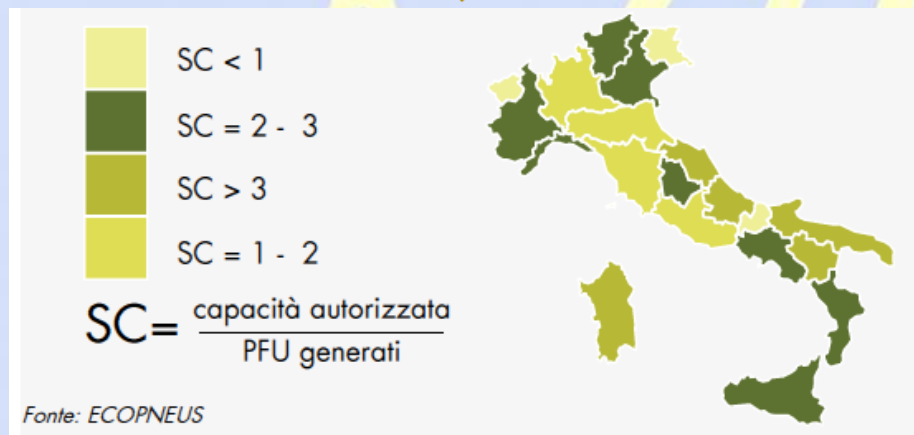 SC < 1
SC = 2 - 3
SC > 3
SC = 1 - 2
SC= capacità autorizzata
PFU generati
Fonte: ECOPNEUS